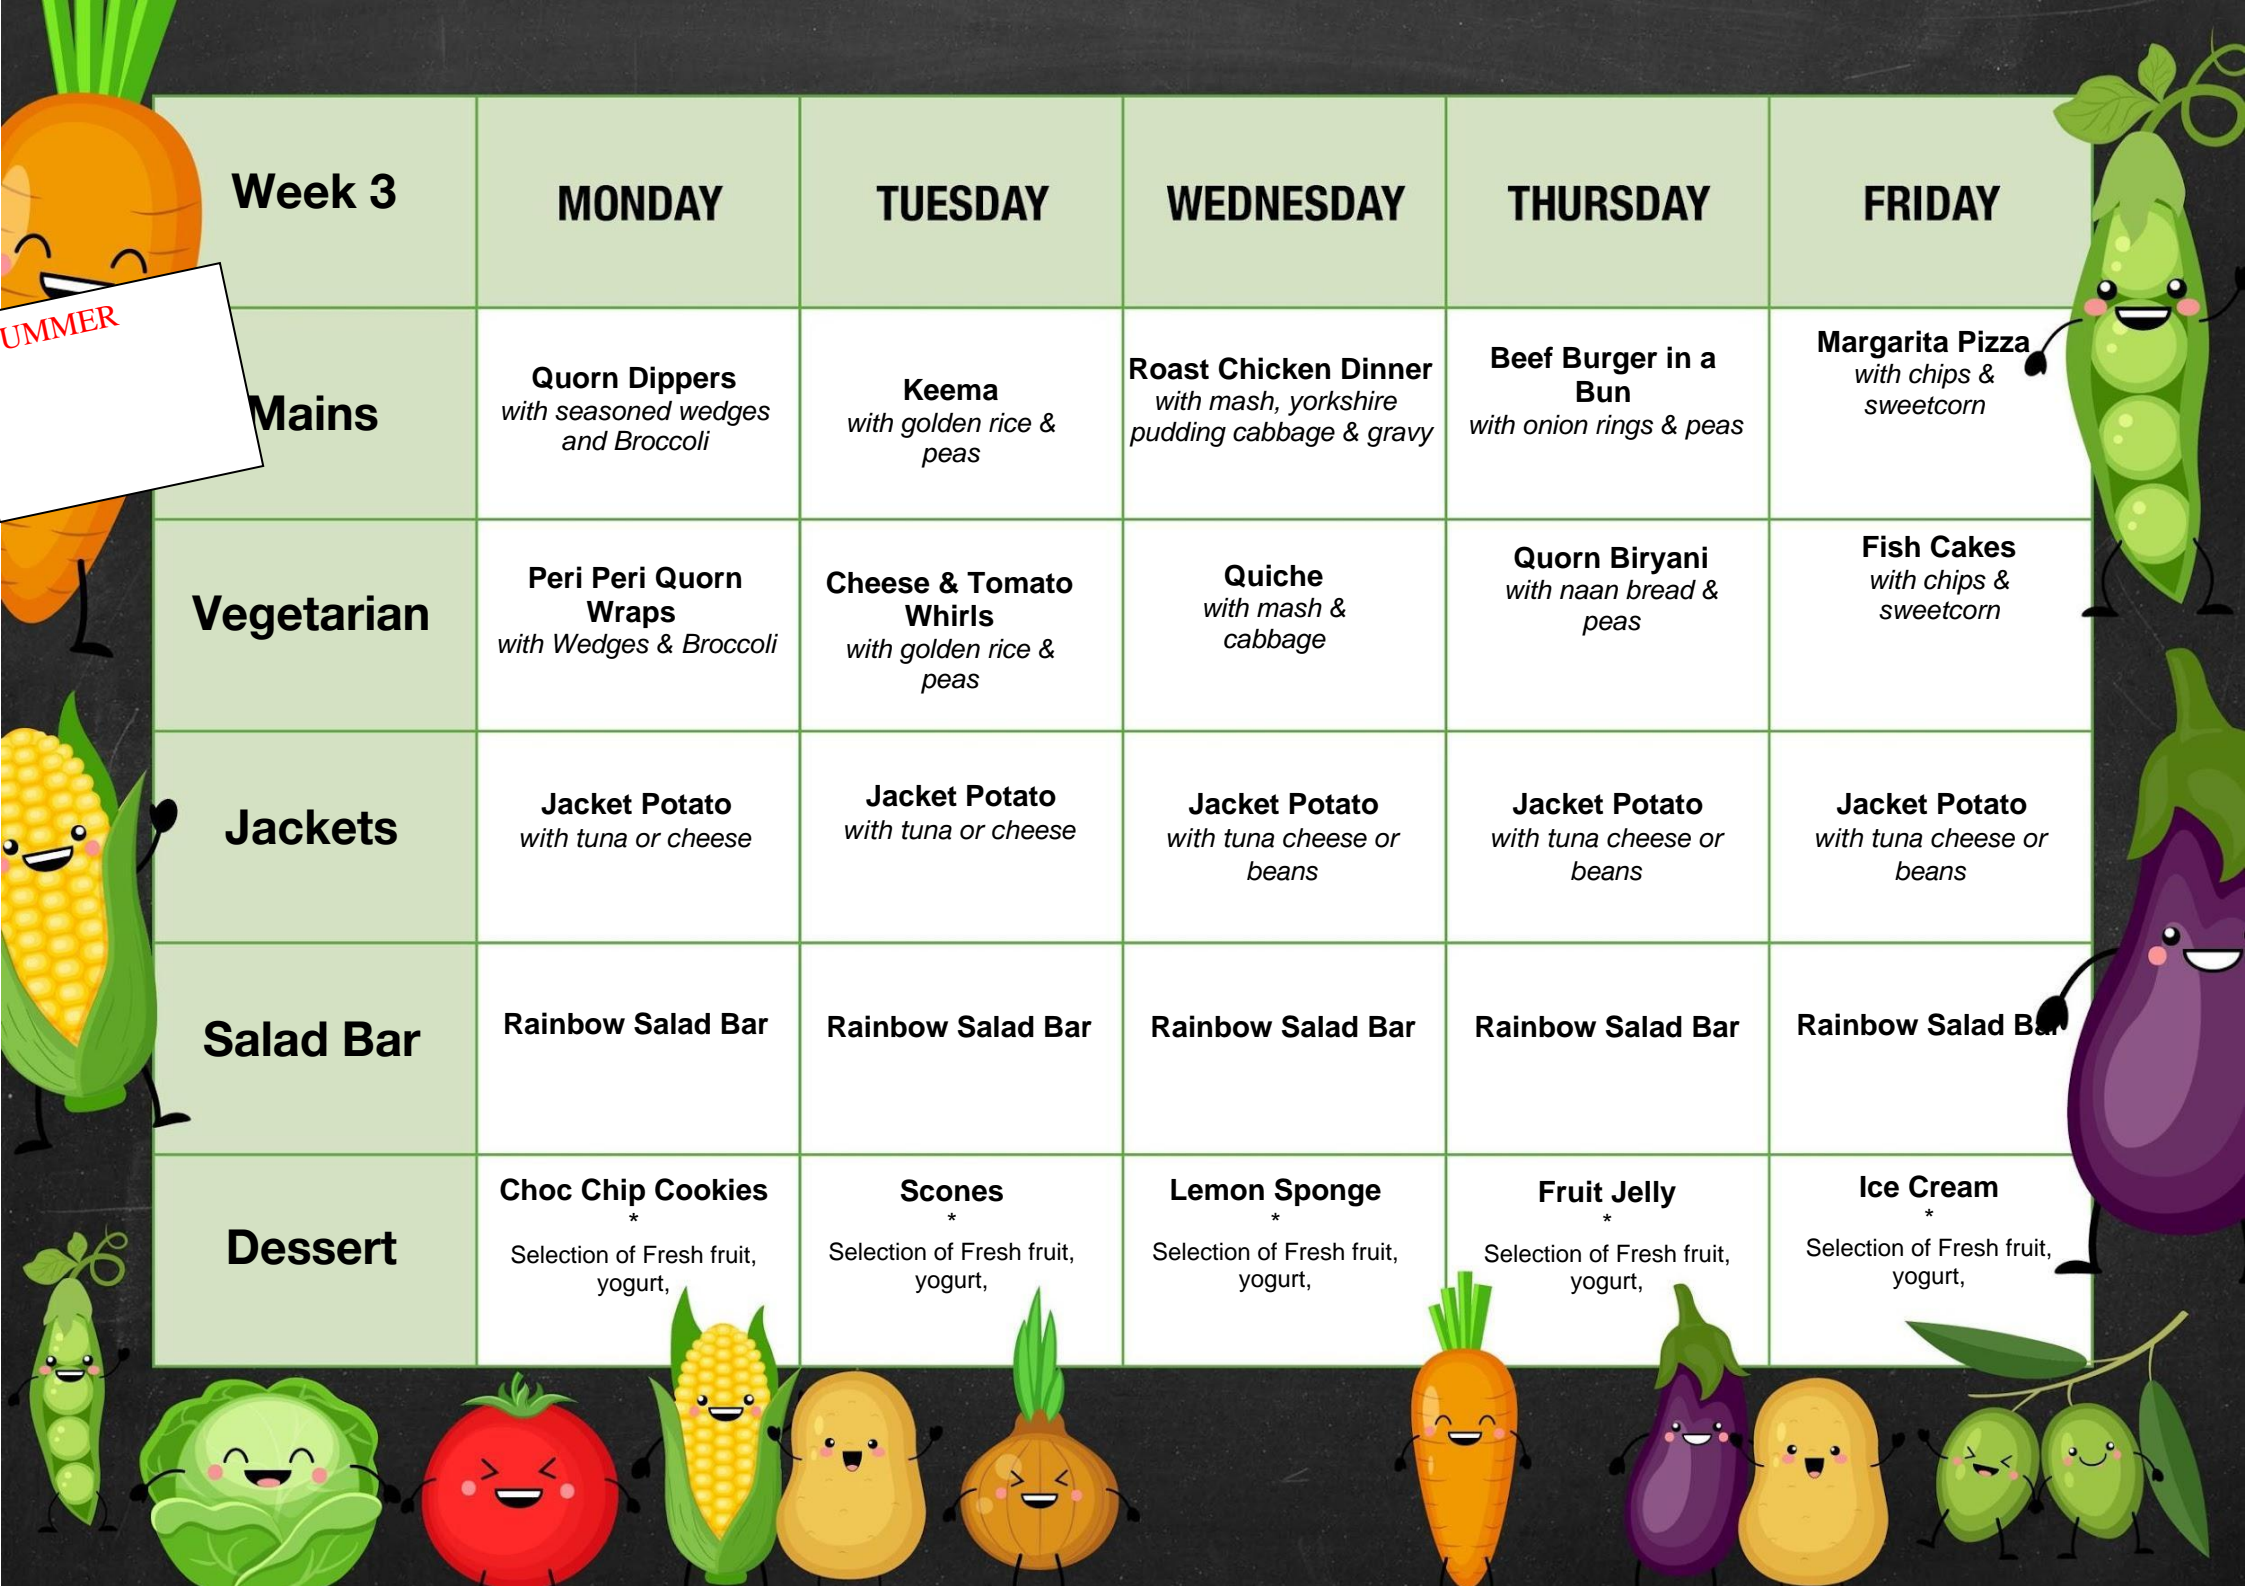 Week 3
MONDAY
TUESDAY
WEDNESDAY
THURSDAY
FRIDAY
UMMER
Mains
Quorn Dippers
with seasoned wedges
and Broccoli
Keema
with golden rice &
peas
Roast Chicken Dinner
with mash, yorkshire
pudding cabbage & gravy
Beef Burger in a
Bun
with onion rings & peas
Margarita Pizza
with chips &
sweetcorn
Vegetarian
Peri Peri Quorn
Wraps
with Wedges & Broccoli
Cheese & Tomato
Whirls
with golden rice &
peas
Quiche
with mash &
cabbage
Quorn Biryani
with naan bread &
peas
Fish Cakes
with chips &
sweetcorn
Jackets
Jacket Potato
with tuna or cheese
Jacket Potato
with tuna or cheese
Jacket Potato
with tuna cheese or
beans
Jacket Potato
with tuna cheese or
beans
Jacket Potato
with tuna cheese or
beans
Salad Bar
Rainbow Salad Bar
Rainbow Salad Bar
Rainbow Salad Bar
Rainbow Salad Bar
Rainbow Salad Bar
Dessert
Choc Chip Cookies
*
Selection of Fresh fruit,
yogurt,
Scones
*
Selection of Fresh fruit,
yogurt,
Lemon Sponge
*
Selection of Fresh fruit,
yogurt,
Fruit Jelly
*
Selection of Fresh fruit,
yogurt,
Ice Cream
*
Selection of Fresh fruit,
yogurt,